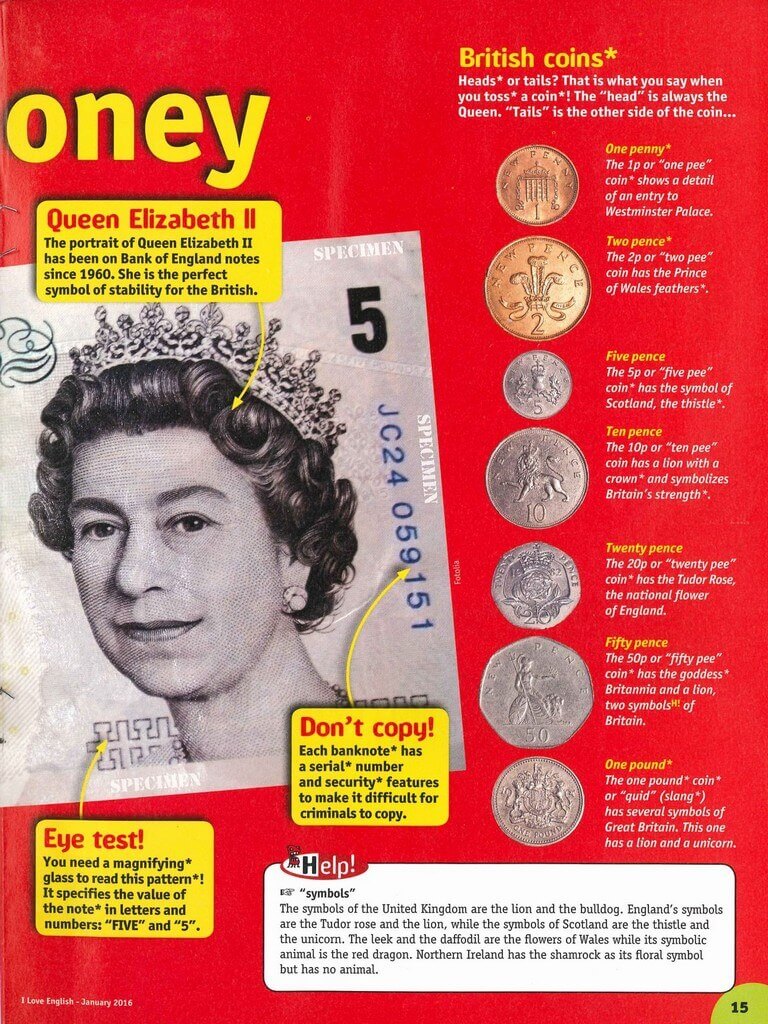 oney
Queen Elizabeth II
The portrait of Queen Elizabeth II
has been on Bank of England notes
since 1960. She is the perfect
symbol of stability for the British.
SPECIMEN
5
JC24 059151
SPECIMEN
Fotolia
SPECIMEN
Don't copy!
Each banknote* has
a serial* number
and security* features
to make it difficult for
criminals to copy.
Eye test!
You need a magnifying*
glass to read this pattern*!
It specifies the value of
the note* in letters and
numbers: "FIVE" and "5".
British coins*
Heads* or tails? That is what you say when
you toss* a coin*! The "head" is always the
Queen. "Tails" is the other side of the coin...
NEW PENNY
1
One penny*
The 1p or "one pee"
coin* shows a detail
of an entry to
Westminster Palace.
NEW PENCE
2
Two pence*
The 2p or "two pee"
coin has the Prince
of Wales feathers*.
5
Five pence
The 5p or "five pee"
coin* has the symbol of
Scotland, the thistle*.
10
Ten pence
The 10p or "ten pee"
coin has a lion with a
crown* and symbolizes
Britain's strength*.
20
Twenty pence
The 20p or "twenty pee"
coin* has the Tudor Rose,
the national flower
of England.
NEW PENCE
50
Fifty pence
The 50p or "fifty pee"
coin* has the goddess*
Britannia and a lion,
two symbolsH! of
Britain.
ONE POUND
One pound*
The one pound* coin*
or "quid" (slang*)
has several symbols of
Great Britain. This one
has a lion and a unicorn.
Help!
☞ "symbols"
The symbols of the United Kingdom are the lion and the bulldog. England's symbols
are the Tudor rose and the lion, while the symbols of Scotland are the thistle and
the unicorn. The leek and the daffodil are the flowers of Wales while its symbolic
animal is the red dragon. Northern Ireland has the shamrock as its floral symbol
but has no animal.
I Love English - January 2016
15